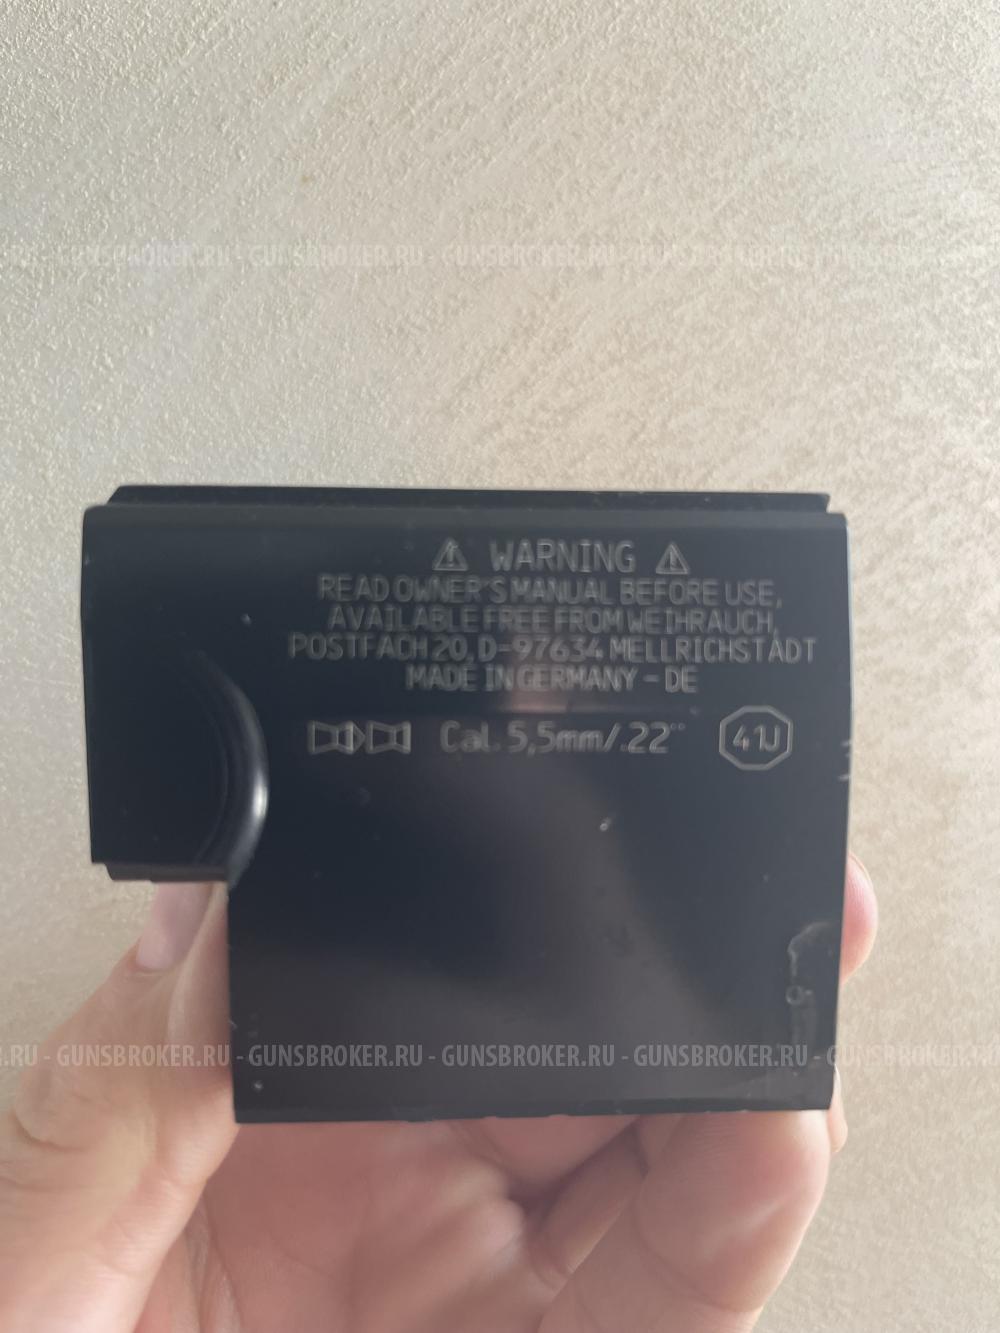 GUNSBROKER.RU - GUNSBROKER.RU - GUNSBROKER.RU - GUNSBROKER.RU
⚠ WARNING ⚠
READ OWNER'S MANUAL BEFORE USE,
AVAILABLE FREE FROM WEIHRAUCH,
POSTFACH 20, D-97634 MELLRICHSTADT
MADE IN GERMANY - DE
Cal. 5,5mm/.22"
41J
.RU - GUNSBROKER.RU - GUNSBROKER.RU - GUNSBROKER.RU - GUNSBROKER.RU -